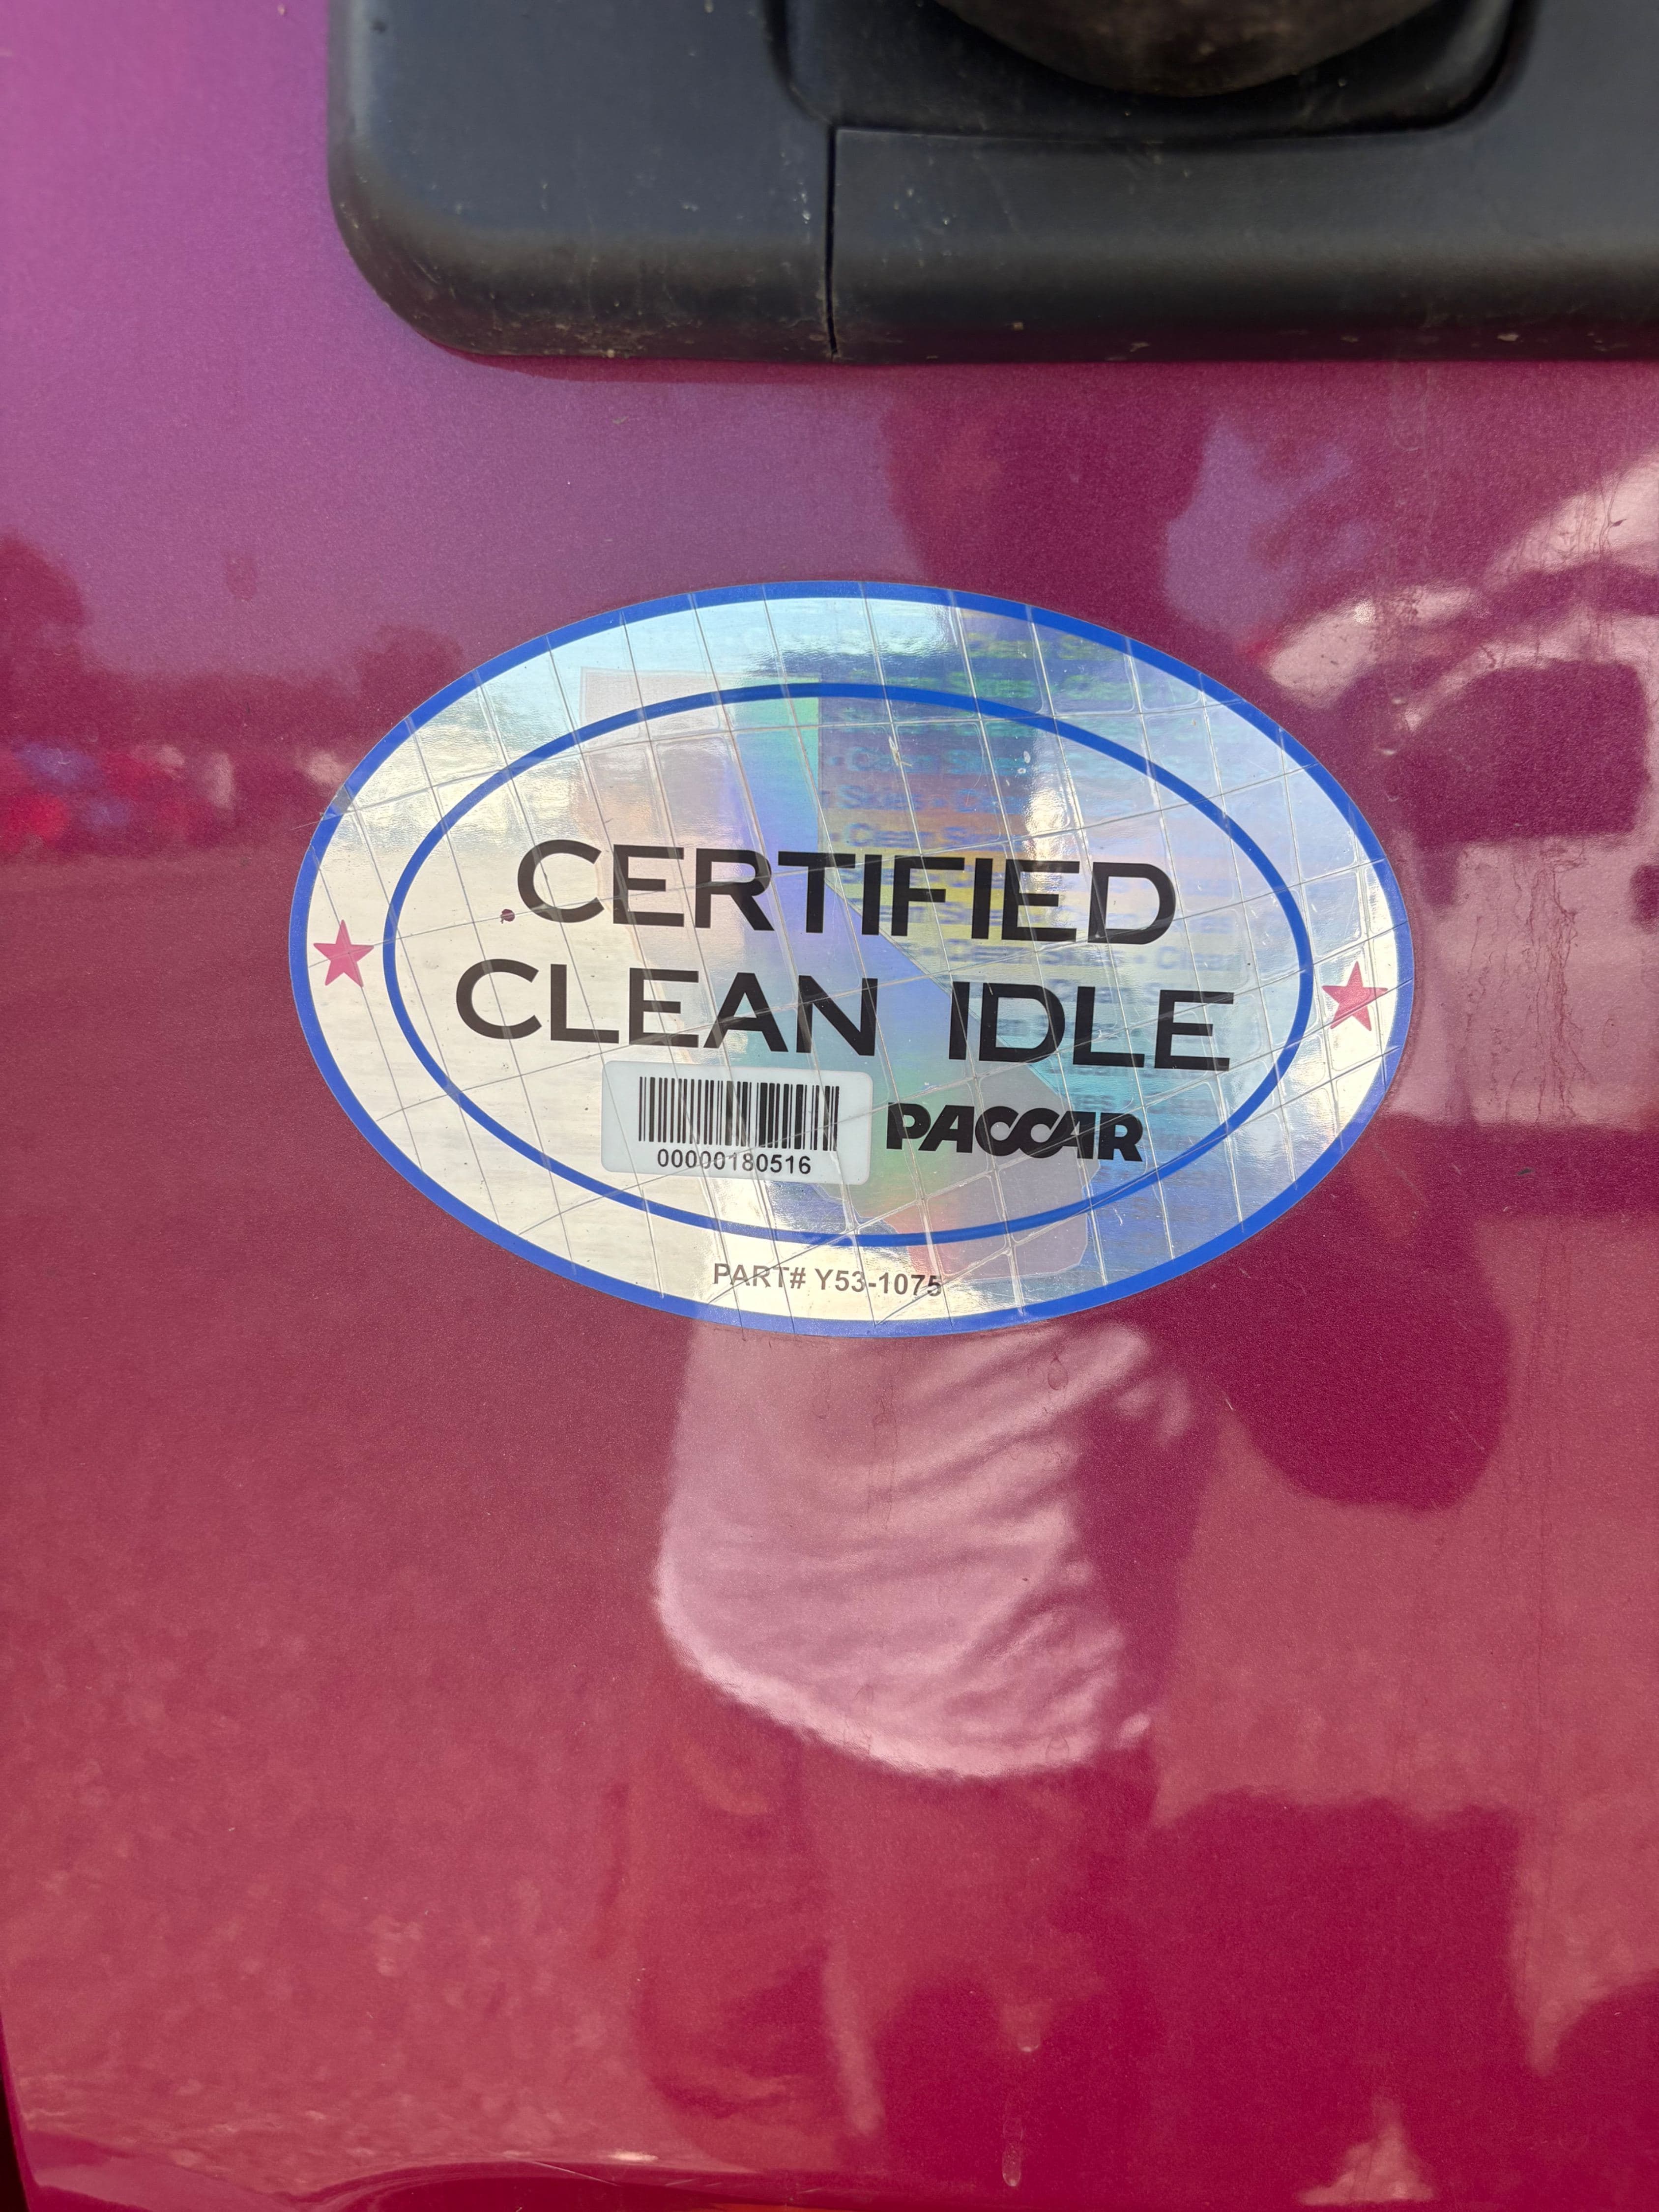 CERTIFIED
CLEAN IDLE
00000180516
PACCAR
PART# Y53-1075